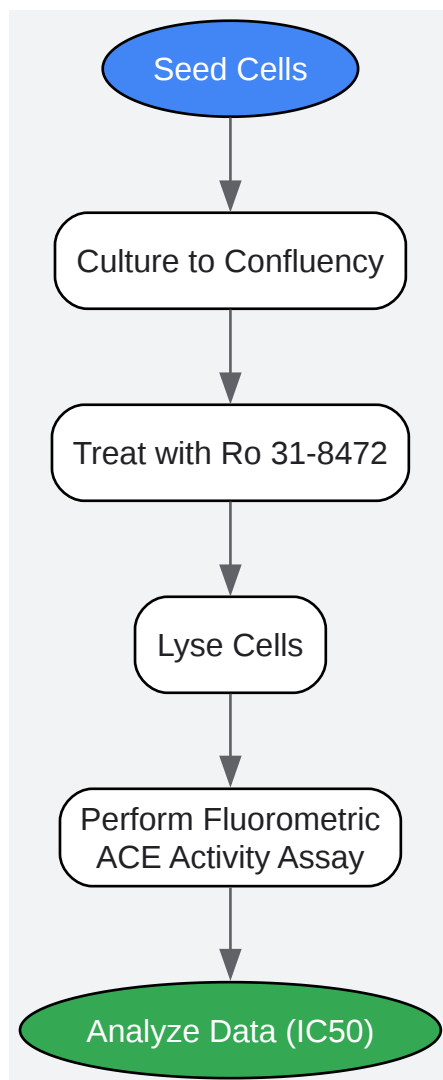 Seed Cells
Culture to Confluency
Treat with Ro 31-8472
Lyse Cells
Perform Fluorometric
ACE Activity Assay
Analyze Data (IC50)